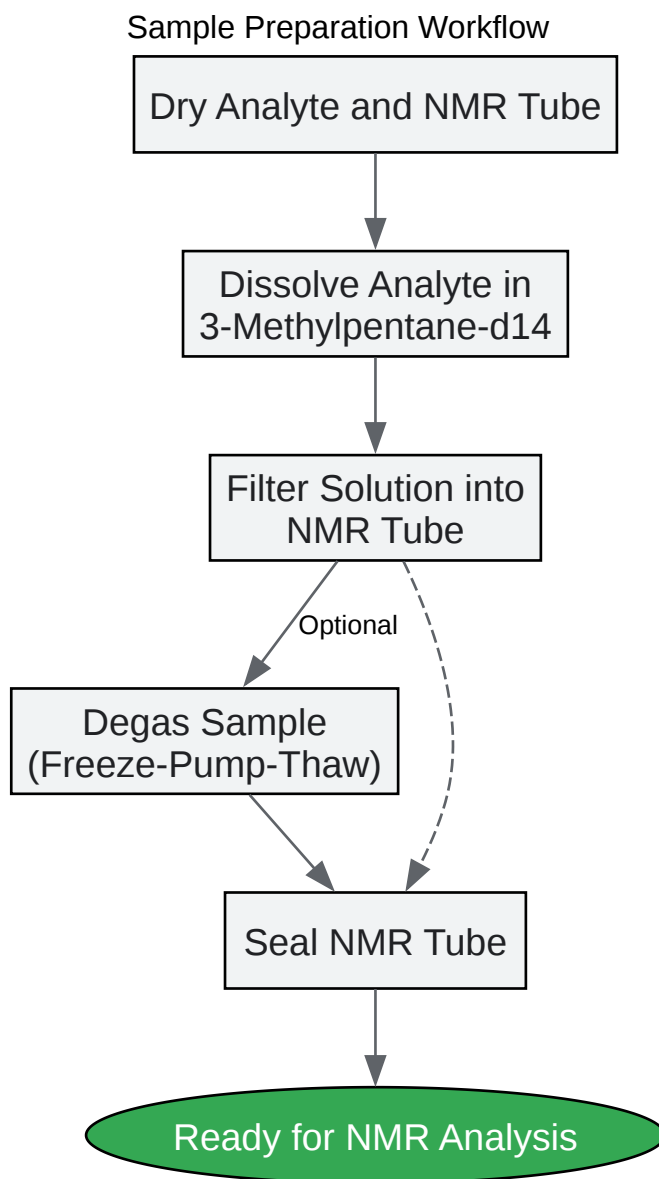 Sample Preparation Workflow
Dry Analyte and NMR Tube
Dissolve Analyte in
3-Methylpentane-d14
Filter Solution into
NMR Tube
Optional
Degas Sample
(Freeze-Pump-Thaw)
Seal NMR Tube
Ready for NMR Analysis